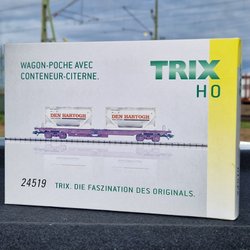 WAGON-POCHE AVEC
CONTENEUR-CITERNE.
TRIX
H0
DEN HARTOGH
DEN HARTOGH
24519
TRIX. DIE FASZINATION DES ORIGINALS.